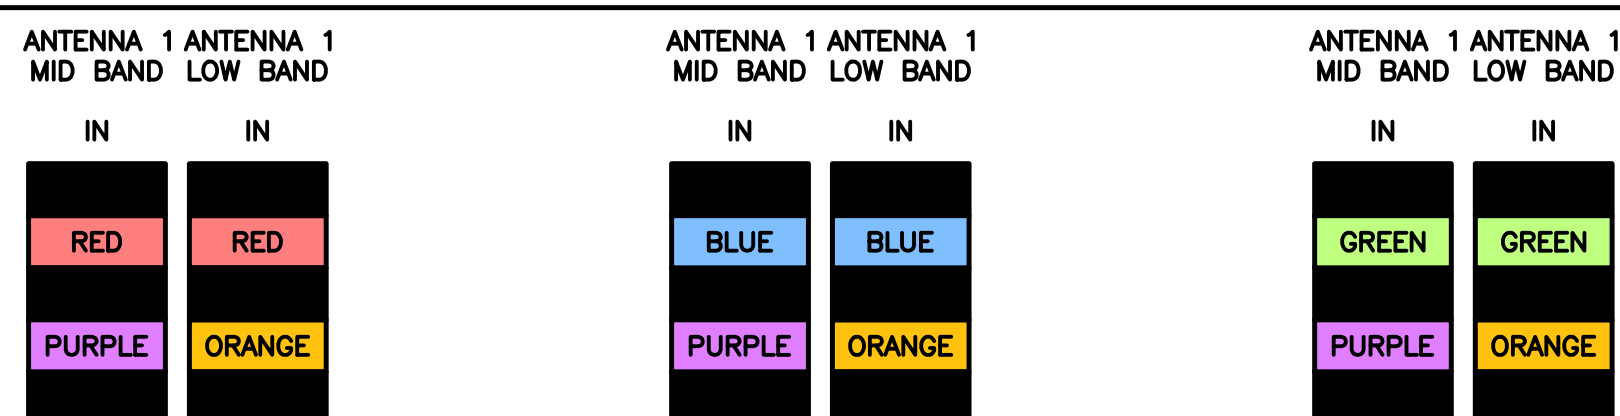 ANTENNA 1 ANTENNA 1 ANTENNA 1 ANTENNA 1 ANTENNA 1 ANTENNA 1
MID BAND LOW BAND MID BAND LOW BAND MID BAND LOW BAND
IN IN IN IN IN IN
RED RED BLUE BLUE GREEN GREEN
PURPLE ORANGE PURPLE ORANGE PURPLE ORANGE